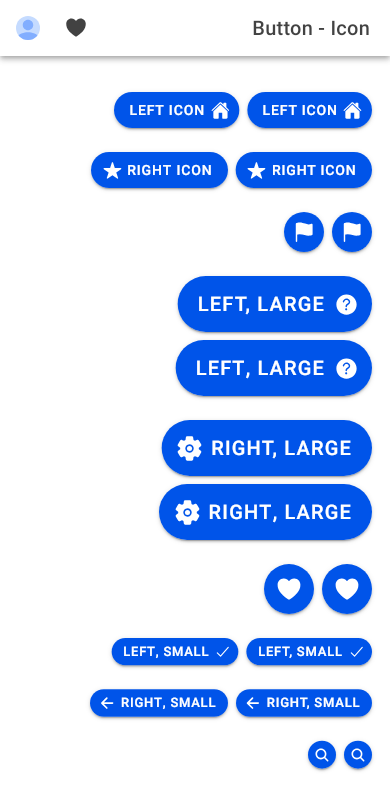 Button - Icon
LEFT ICON LEFT ICON
RIGHT ICON RIGHT ICON
LEFT, LARGE
LEFT, LARGE
RIGHT, LARGE
RIGHT, LARGE
LEFT, SMALL LEFT, SMALL
RIGHT, SMALL RIGHT, SMALL